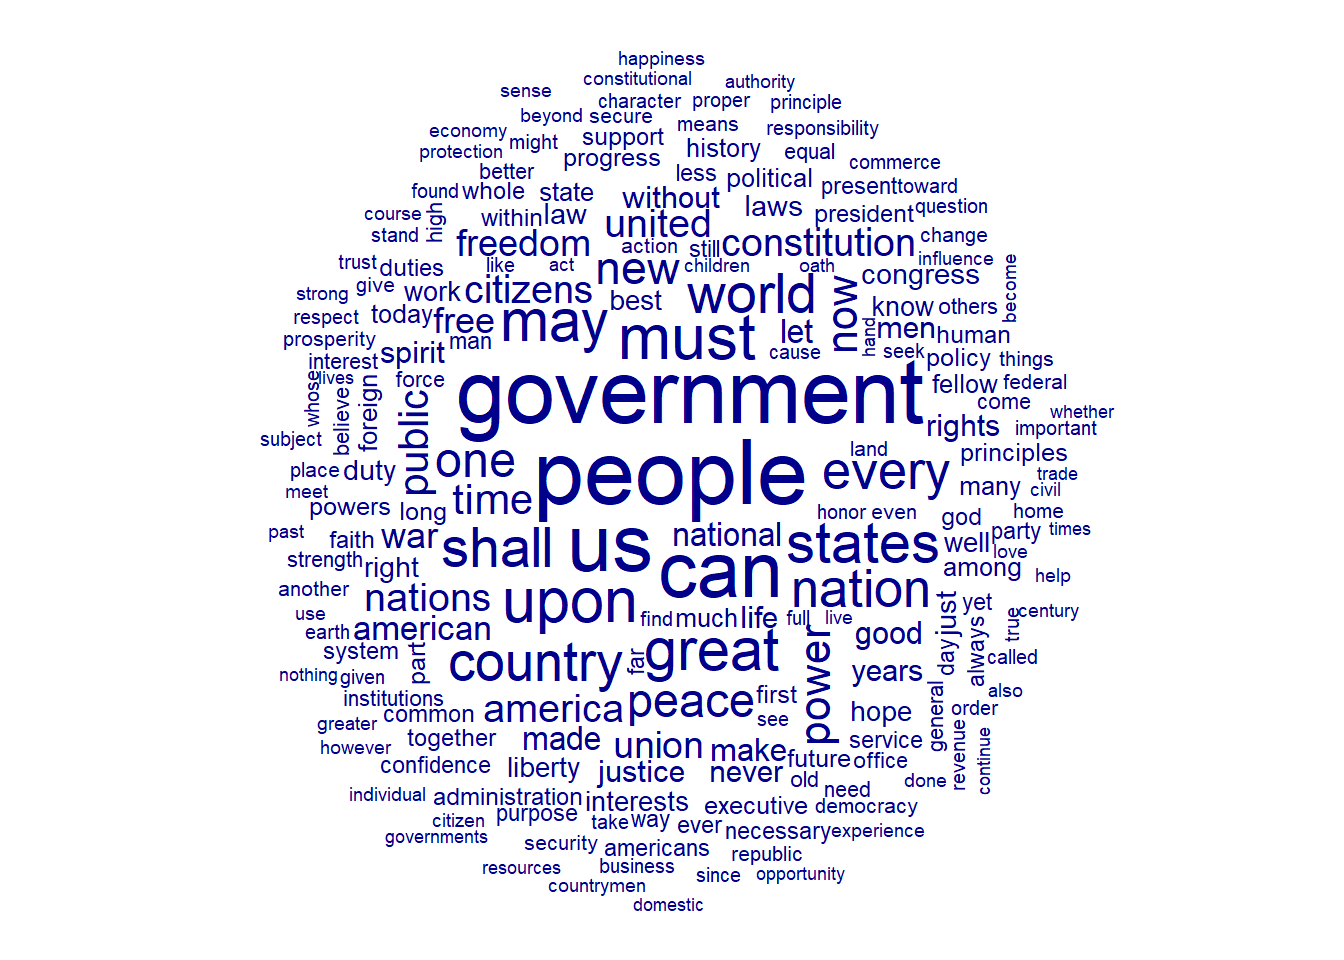 happiness
constitutional authority
sense character proper principle
beyond secure means responsibility
economy might support history equal
protection progress commerce
better less political
found whole state without present toward
course high within law united laws president question
stand freedom action still constitution change
trust duties like act new children oath influence
strong give work citizens best world now congress become
respect today free may must let hand know others
prosperity man men human
interest spirit cause seek policy things
whose lives force government fellow federal
believe foreign public come whether
subject rights important
place duty one people land every principles trade
meet time many civil
powers long honor even god home
past faith war shall us national states well party times
strength right can among love help
another nations upon nation just yet
use american find much life full live true century
earth power good day always
system part country far great years called
nothing given also
institutions america peace first hope general order
greater common see revenue continue
however together made union make service
confidence liberty justice never future office
individual administration interests old need done
citizen purpose take way executive democracy
governments ever necessary experience
security americans republic
resources business since opportunity
countrymen
domestic